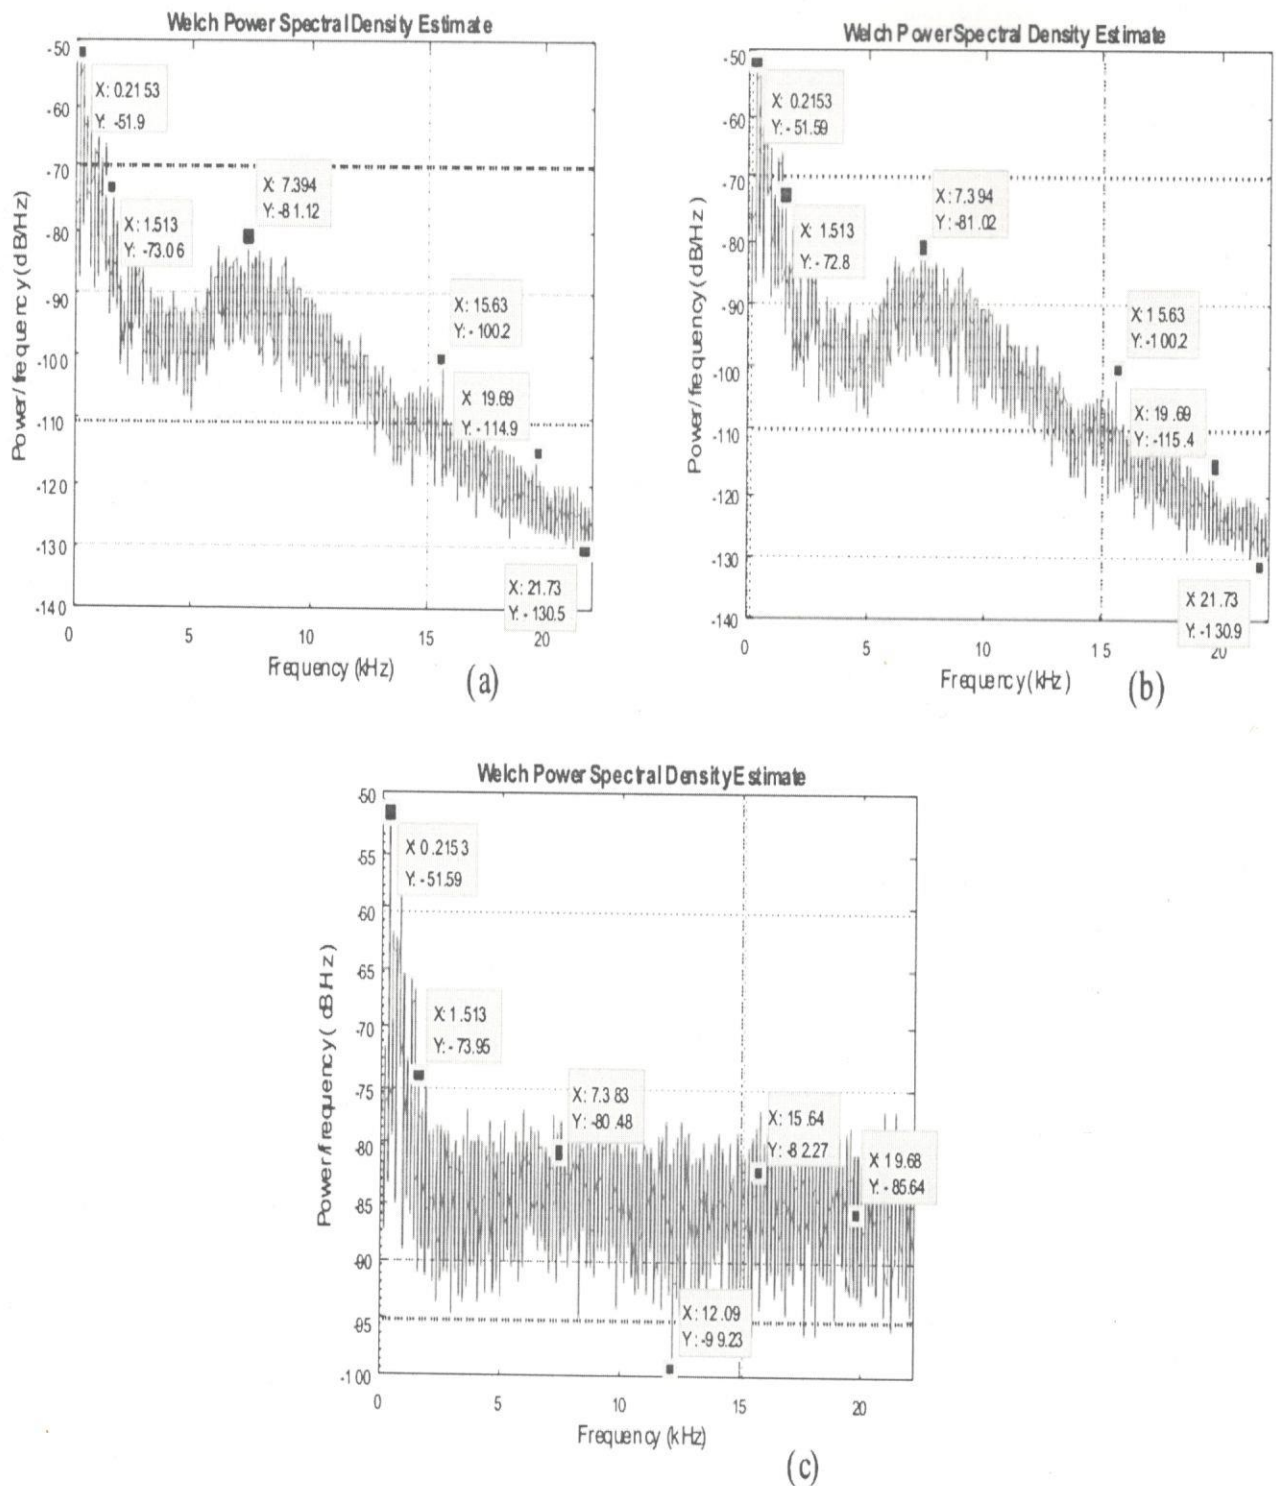 Welch Power Spectral Density Estimate
Power/frequency (dB/Hz)
-50
-60
-70
-80
-90
-100
-110
-120
-130
-140
X: 0.2153
Y: -51.9
X: 1.513
Y: -73.06
X: 7.394
Y: -81.12
X: 15.63
Y: -100.2
X 19.69
Y: -114.9
X: 21.73
Y: -130.5
0
5
10
15
20
Frequency (kHz)
(a)
Welch Power Spectral Density Estimate
Power/frequency (dB/Hz)
-50
-60
-70
-80
-90
-100
-110
-120
-130
-140
X: 0.2153
Y: -51.59
X: 1.513
Y: -72.8
X: 7.394
Y: -81.02
X: 15.63
Y: -100.2
X: 19.69
Y: -115.4
X 21.73
Y: -130.9
0
5
10
15
20
Frequency (kHz)
(b)
Welch Power Spectral Density Estimate
Power/frequency (dB/Hz)
-50
-55
-60
-65
-70
-75
-80
-85
-90
-95
-100
X: 0.2153
Y: -51.59
X: 1.513
Y: -73.95
X: 7.383
Y: -80.48
X: 15.64
Y: -82.27
X 19.68
Y: -85.64
X: 12.09
Y: -99.23
0
5
10
15
20
Frequency (kHz)
(c)